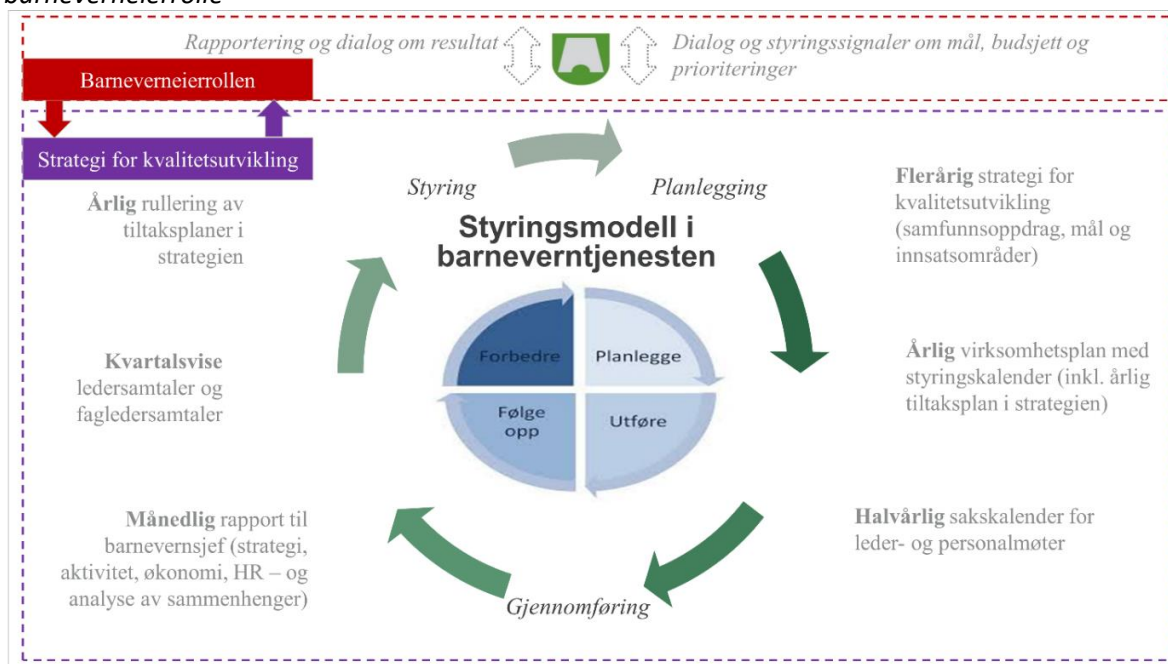 barneverneierrolle
Rapportering og dialog om resultat
Dialog og styringssignaler om mål, budsjett og
prioriteringer
Barneverneierrollen
Strategi for kvalitetsutvikling
Styring
Planlegging
Årlig rullering av
tiltaksplaner i
strategien
Flerårig strategi for
kvalitetsutvikling
(samfunnsoppdrag, mål og
innsatsområder)
Styringsmodell i
barneverntjenesten
Forbedre
Planlegge
Følge
opp
Utføre
Kvartalsvise
ledersamtaler og
fagledersamtaler
Årlig virksomhetsplan med
styringskalender (inkl. årlig
tiltaksplan i strategien)
Månedlig rapport til
barnevernsjef (strategi,
aktivitet, økonomi, HR – og
analyse av sammenhenger)
Halvårlig sakskalender for
leder- og personalmøter
Gjennomføring